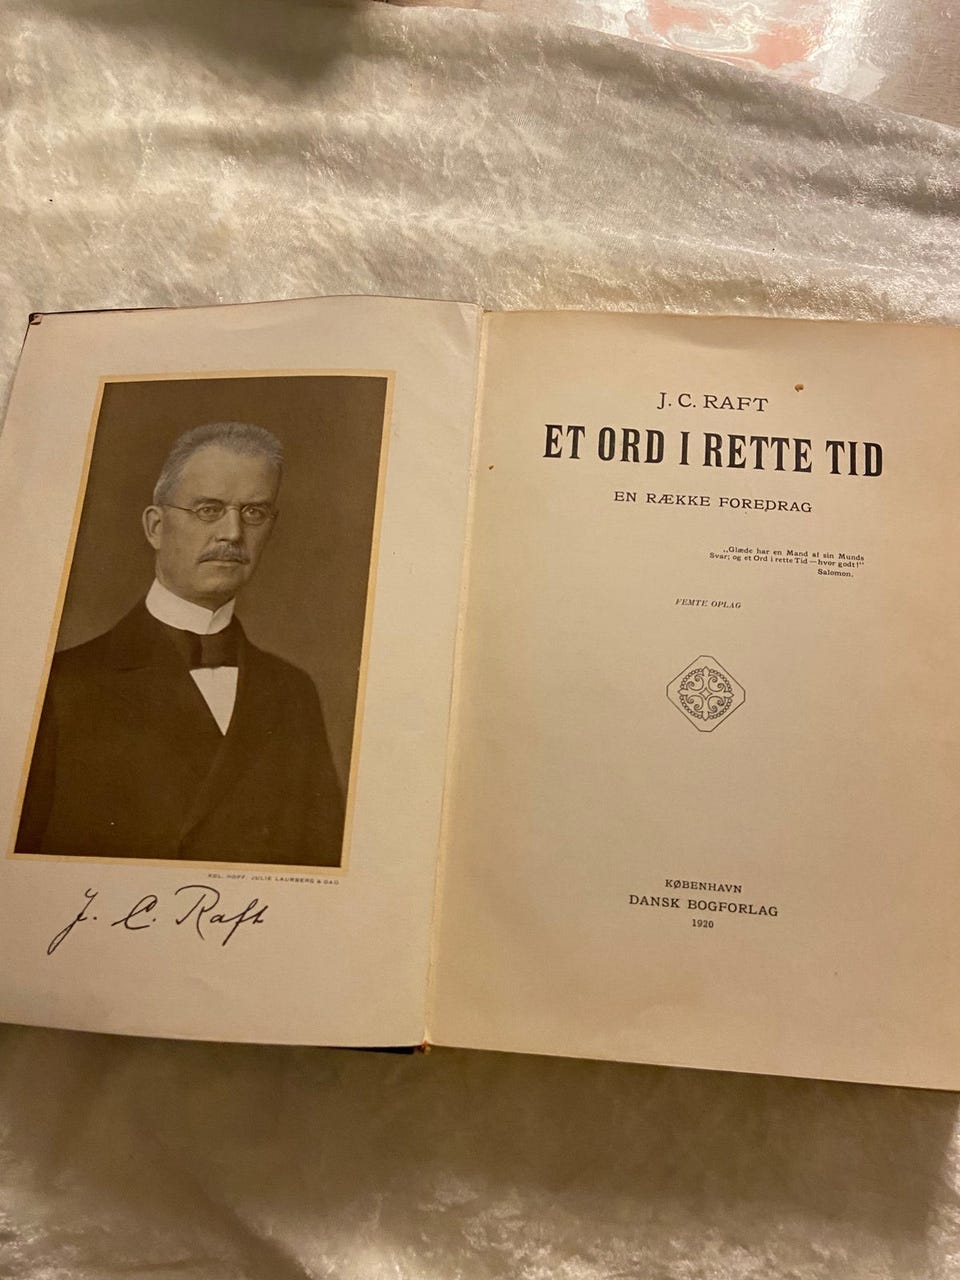 KGL. HOFF. JULIE LAURBERG & GAD
J. C. Raft
J. C. RAFT
ET ORD I RETTE TID
EN RÆKKE FOREDRAG
„Glæde har en Mand af sin Munds
Svar; og et Ord i rette Tid — hvor godt!“
Salomon.
FEMTE OPLAG
KØBENHAVN
DANSK BOGFORLAG
1920